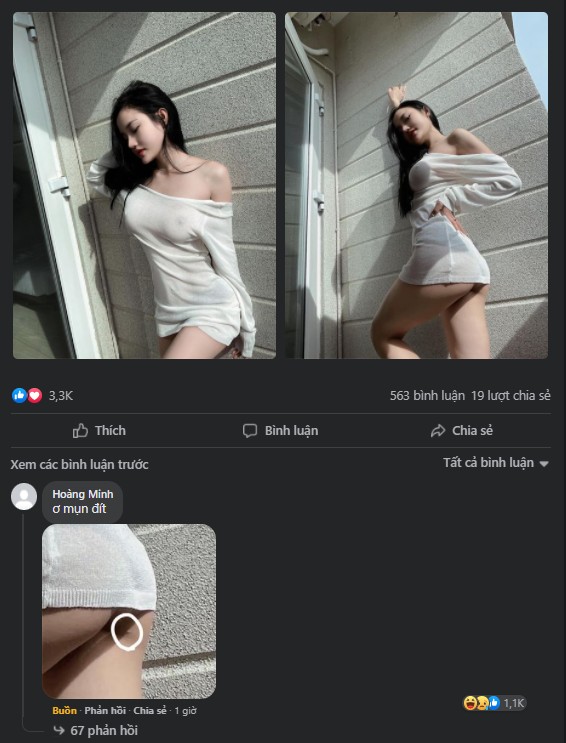 3,3K
563 bình luận 19 lượt chia sẻ
Thích Bình luận Chia sẻ
Xem các bình luận trước
Tất cả bình luận
Hoàng Minh
ơ mụn đít
Buồn · Phản hồi · Chia sẻ · 1 giờ
1,1K
67 phản hồi